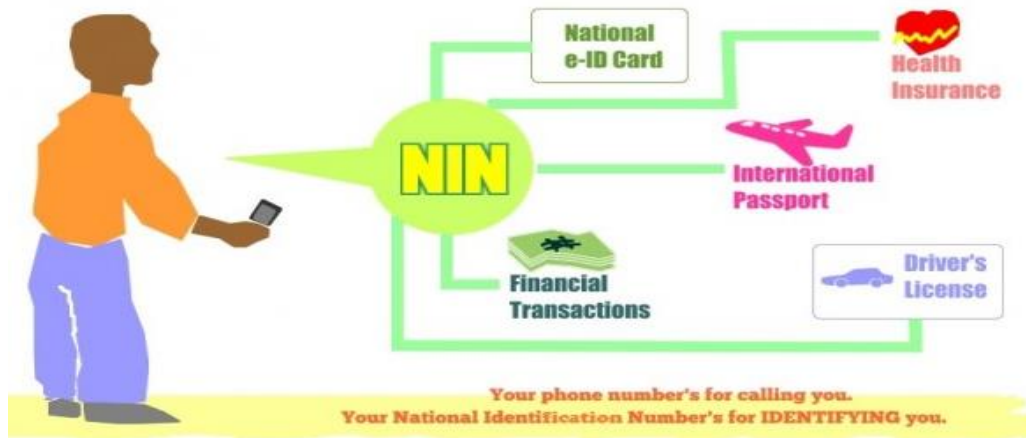 National
e-ID Card
Health
Insurance
NIN
International
Passport
Financial
Transactions
Driver's
License
Your phone number's for calling you.
Your National Identification Number's for IDENTIFYING you.